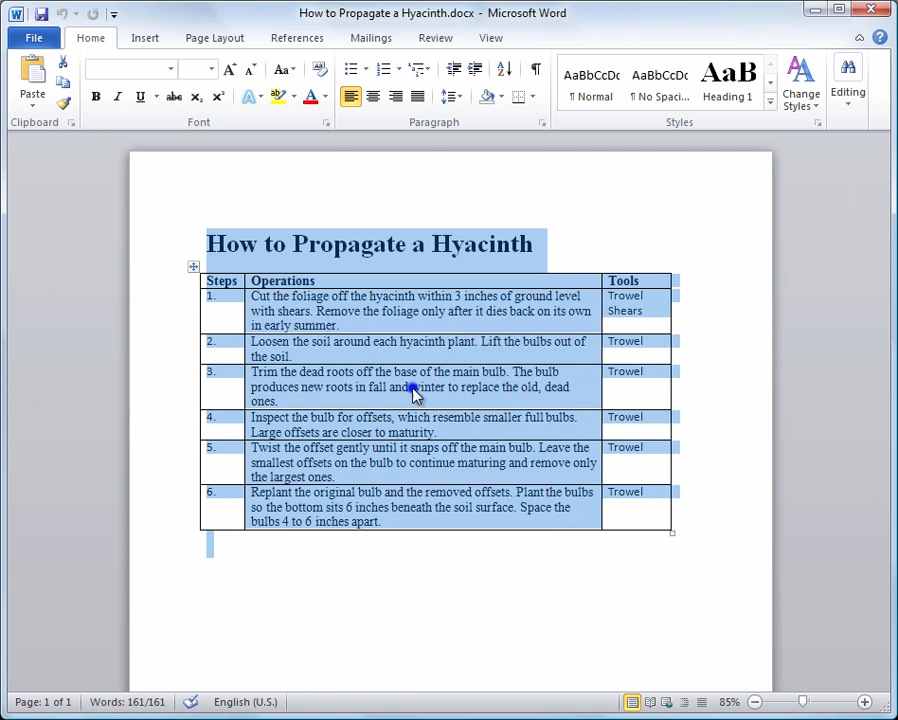 How to Propagate a Hyacinth.docx - Microsoft Word
File Home Insert Page Layout References Mailings Review View
Paste
Clipboard
Aa
B I U abc x₂ x² A ab A
Font
Paragraph
AaBbCcDc AaBbCcDc AaBb
¶ Normal ¶ No Spaci... Heading 1
Styles
Change Styles
Editing
How to Propagate a Hyacinth
Steps Operations Tools
1. Cut the foliage off the hyacinth within 3 inches of ground level Trowel
with shears. Remove the foliage only after it dies back on its own Shears
in early summer.
2. Loosen the soil around each hyacinth plant. Lift the bulbs out of Trowel
the soil.
3. Trim the dead roots off the base of the main bulb. The bulb Trowel
produces new roots in fall and winter to replace the old, dead
ones.
4. Inspect the bulb for offsets, which resemble smaller full bulbs. Trowel
Large offsets are closer to maturity.
5. Twist the offset gently until it snaps off the main bulb. Leave the Trowel
smallest offsets on the bulb to continue maturing and remove only
the largest ones.
6. Replant the original bulb and the removed offsets. Plant the bulbs Trowel
so the bottom sits 6 inches beneath the soil surface. Space the
bulbs 4 to 6 inches apart.
Page: 1 of 1 Words: 161/161 English (U.S.) 85%